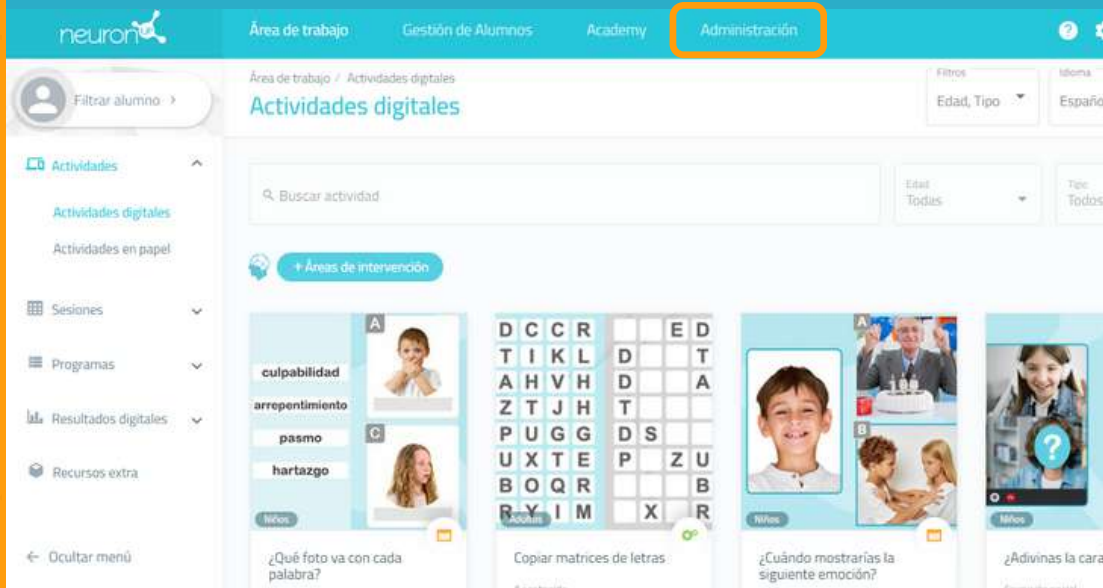 neuronUP
Área de trabajo
Gestión de Alumnos
Academy
Administración
Filtrar alumno
Actividades
Actividades digitales
Actividades en papel
Sesiones
Programas
Resultados digitales
Recursos extra
Ocultar menú
Área de trabajo / Actividades digitales
Actividades digitales
Filtros
Edad, Tipo
Idioma
Españo
Buscar actividad
Edad
Todas
Tipo
Todos
+ Áreas de intervención
culpabilidad
arrepentimiento
pasmo
hartazgo
A
C
Niños
¿Qué foto va con cada
palabra?
D C C R E D
T I K L D T
A H V H D A
Z T J H T
P U G G D S
U X T E P Z U
B O Q R B
R Y I M X R
Adultos
Copiar matrices de letras
A
B
Niños
¿Cuándo mostrarías la
siguiente emoción?
?
Niños
¿Adivinas la cara